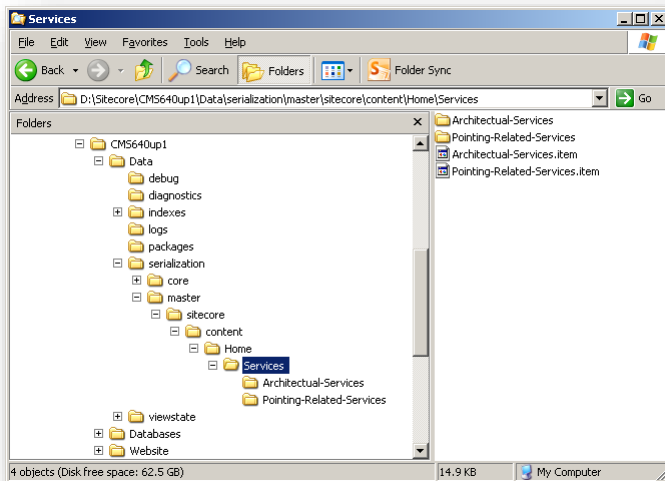 Services
File Edit View Favorites Tools Help
Back Search Folders Folder Sync
Address D:\Sitecore\CMS640up1\Data\serialization\master\sitecore\content\Home\Services Go
Folders
CMS640up1
Data
debug
diagnostics
indexes
logs
packages
serialization
core
master
sitecore
content
Home
Services
Architectual-Services
Pointing-Related-Services
viewstate
Databases
Website
Architectual-Services
Pointing-Related-Services
Architectual-Services.item
Pointing-Related-Services.item
4 objects (Disk free space: 62.5 GB) 14.9 KB My Computer